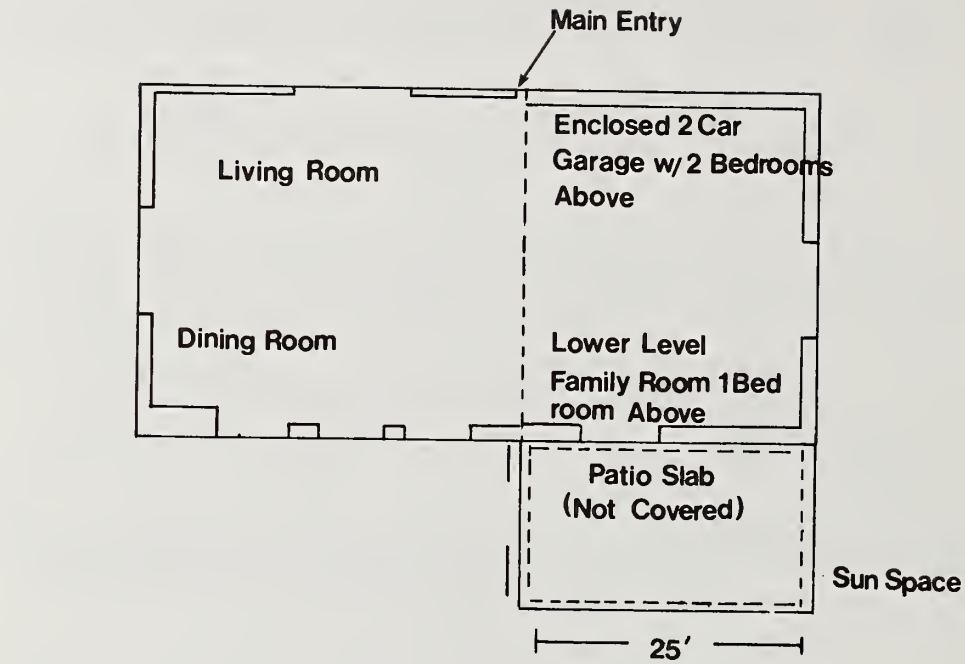 Main Entry
Enclosed 2 Car
Garage w/ 2 Bedrooms
Above
Living Room
Dining Room
Lower Level
Family Room 1 Bed
room Above
Patio Slab
(Not Covered)
Sun Space
25'